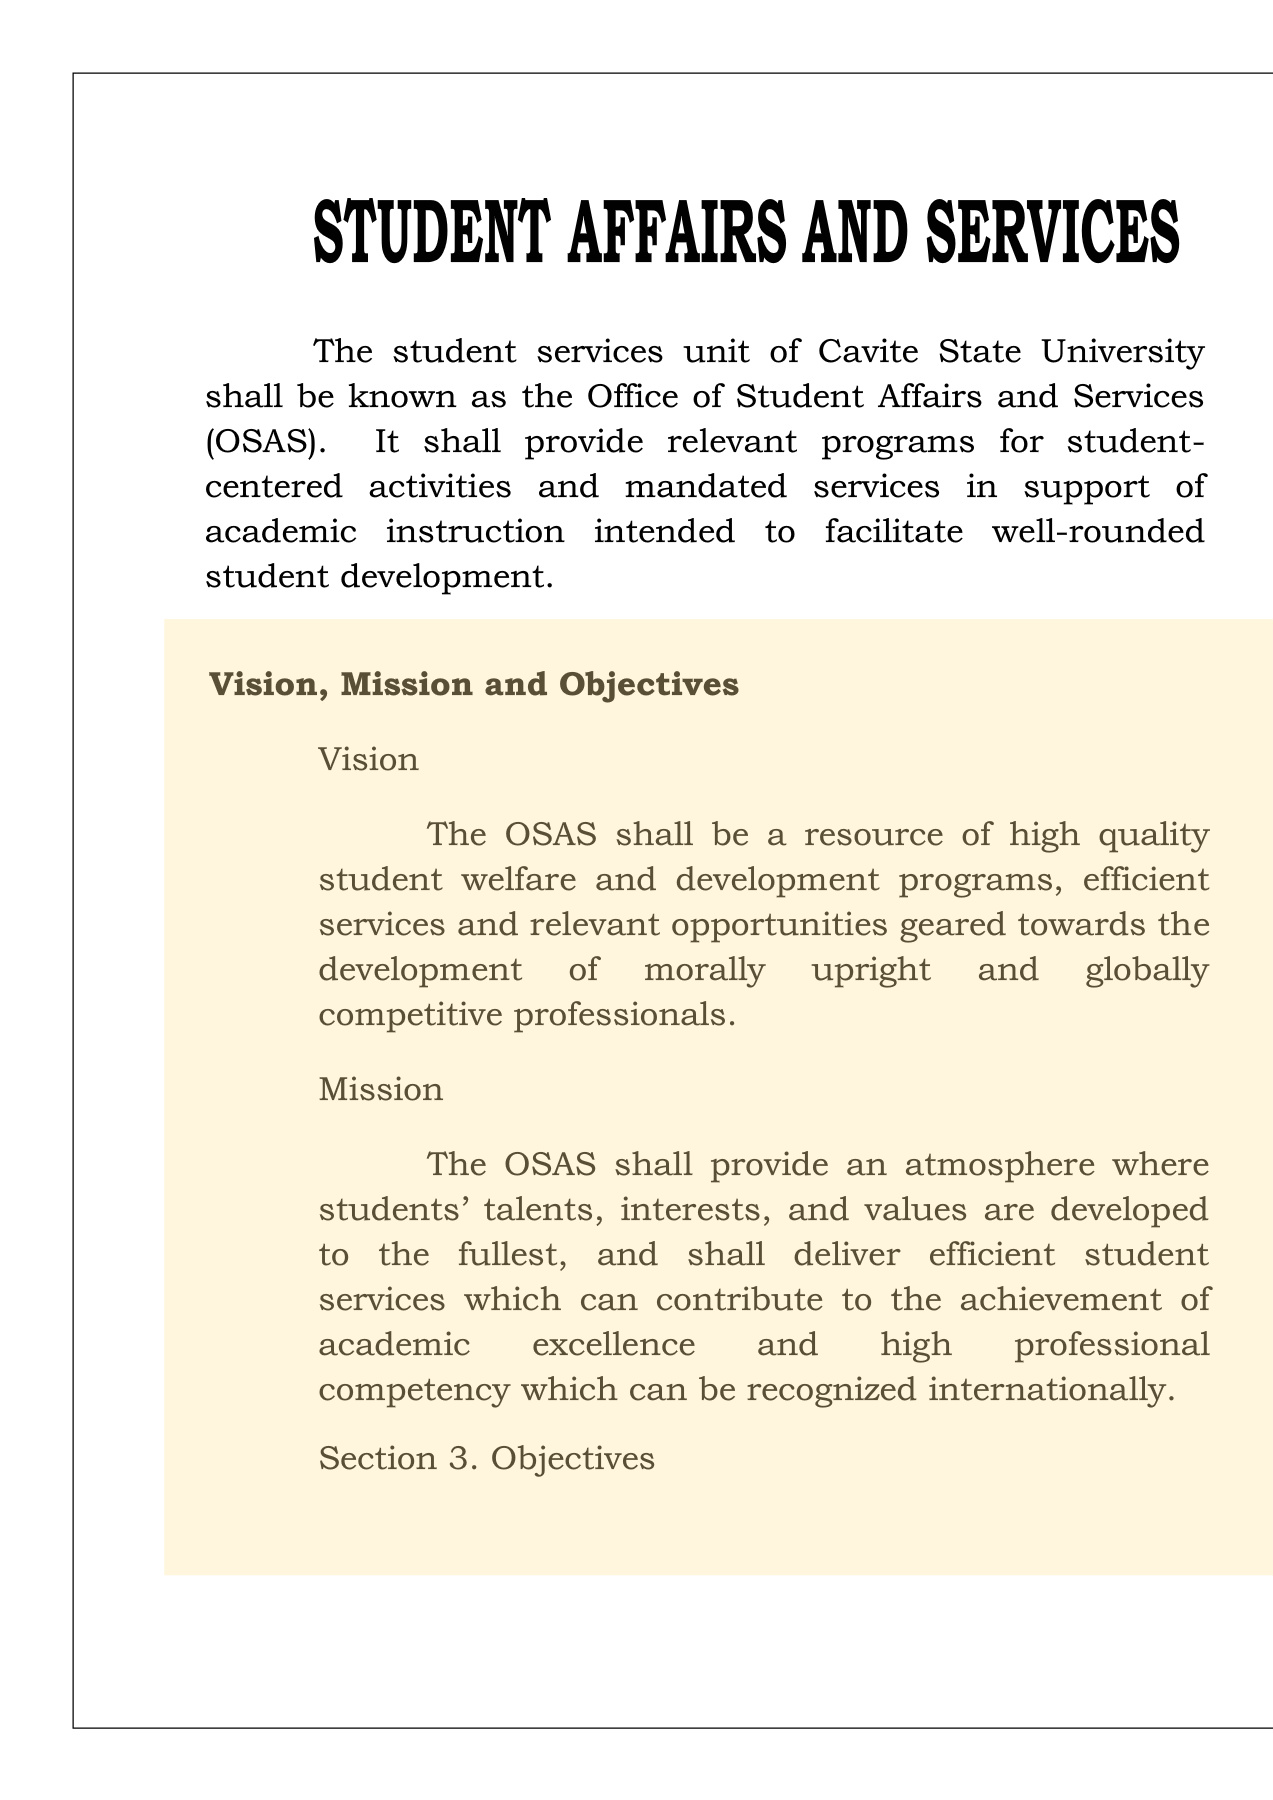 STUDENT AFFAIRS AND SERVICES
The student services unit of Cavite State University
shall be known as the Office of Student Affairs and Services
(OSAS). It shall provide relevant programs for student-
centered activities and mandated services in support of
academic instruction intended to facilitate well-rounded
student development.
Vision, Mission and Objectives
Vision
The OSAS shall be a resource of high quality
student welfare and development programs, efficient
services and relevant opportunities geared towards the
development of morally upright and globally
competitive professionals.
Mission
The OSAS shall provide an atmosphere where
students’ talents, interests, and values are developed
to the fullest, and shall deliver efficient student
services which can contribute to the achievement of
academic excellence and high professional
competency which can be recognized internationally.
Section 3. Objectives